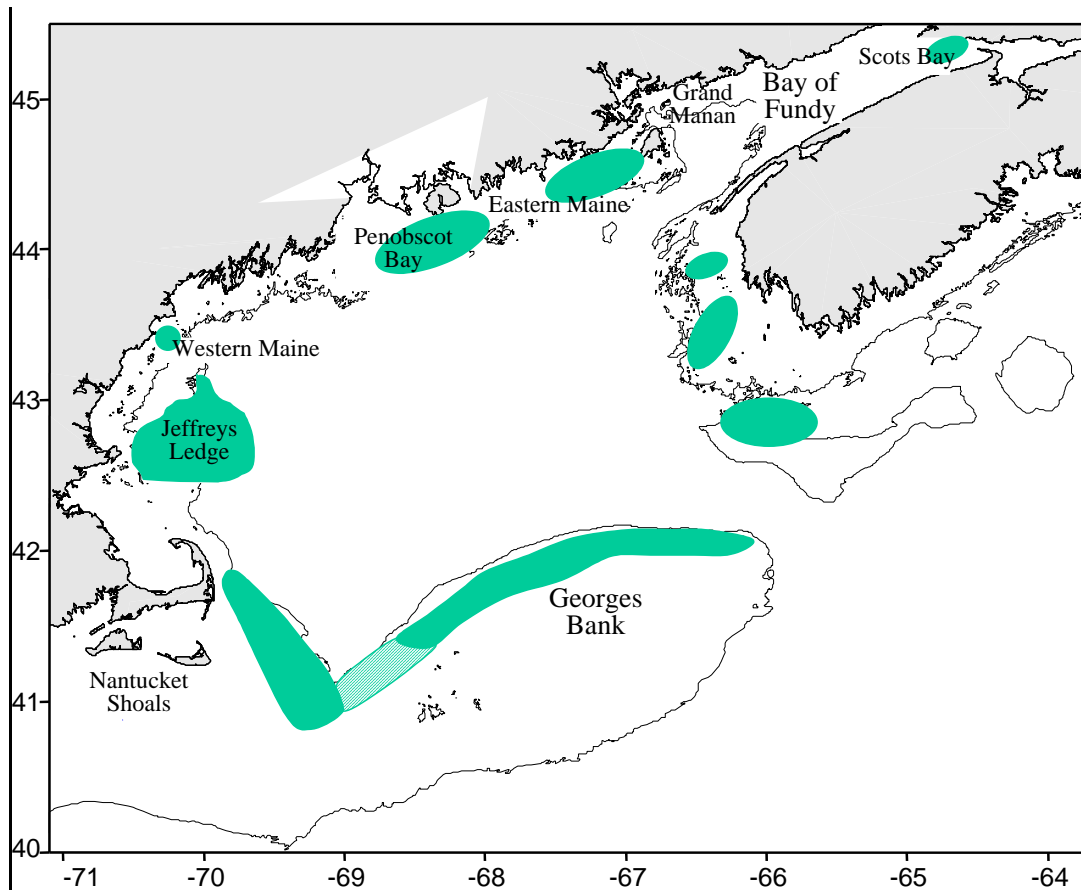 Scots Bay
Bay of
Fundy
Grand
Manan
45
Eastern Maine
Penobscot
Bay
44
Western Maine
43
Jeffreys
Ledge
42
Georges
Bank
Nantucket
Shoals
41
40
-71 -70 -69 -68 -67 -66 -65 -64